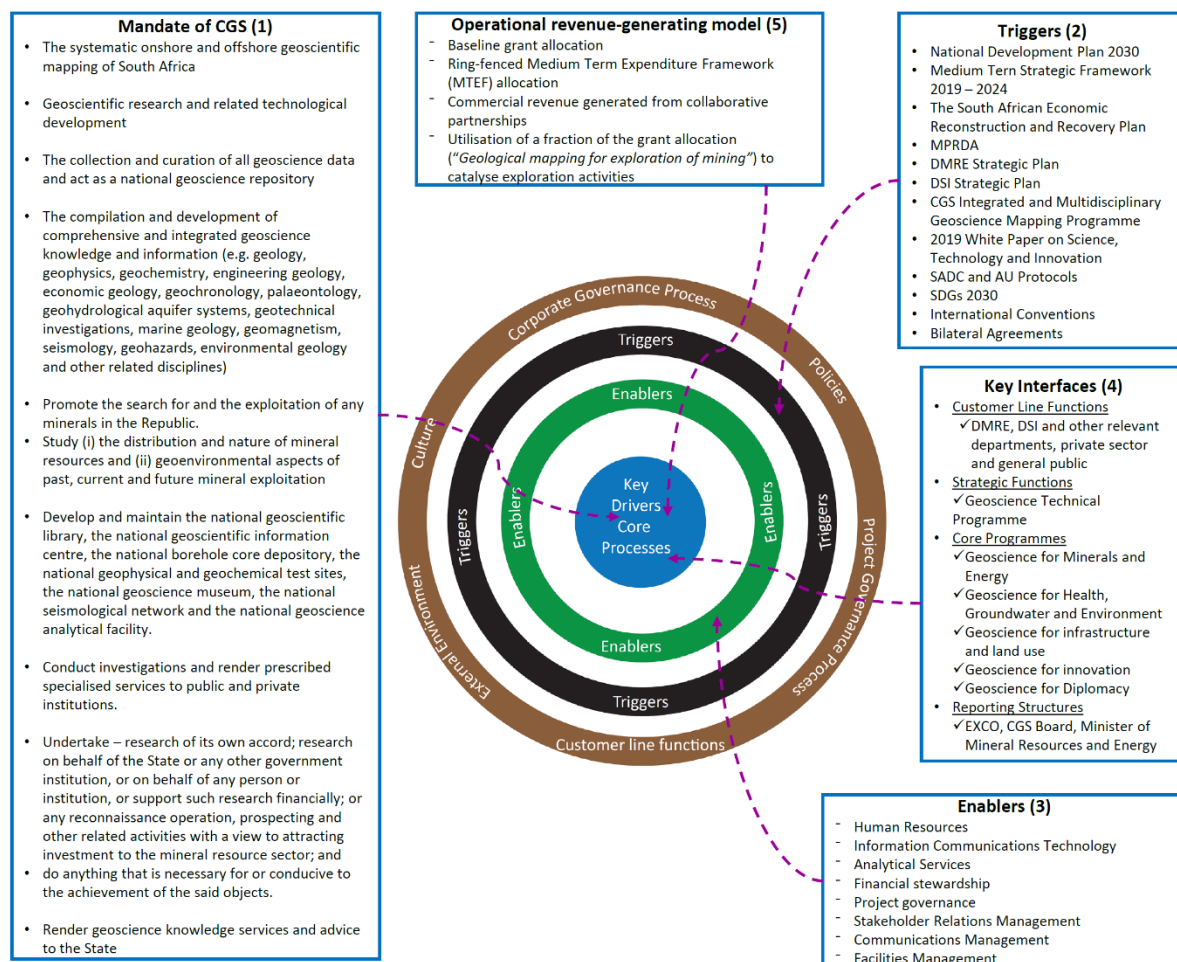 Mandate of CGS (1)
• The systematic onshore and offshore geoscientific
mapping of South Africa
• Geoscientific research and related technological
development
• The collection and curation of all geoscience data
and act as a national geoscience repository
• The compilation and development of
comprehensive and integrated geoscience
knowledge and information (e.g. geology,
geophysics, geochemistry, engineering geology,
economic geology, geochronology, palaeontology,
geohydrological aquifer systems, geotechnical
investigations, marine geology, geomagnetism,
seismology, geohazards, environmental geology
and other related disciplines)
• Promote the search for and the exploitation of any
minerals in the Republic.
• Study (i) the distribution and nature of mineral
resources and (ii) geoenvironmental aspects of
past, current and future mineral exploitation
• Develop and maintain the national geoscientific
library, the national geoscientific information
centre, the national borehole core depository, the
national geophysical and geochemical test sites,
the national geoscience museum, the national
seismological network and the national geoscience
analytical facility.
• Conduct investigations and render prescribed
specialised services to public and private
institutions.
• Undertake – research of its own accord; research
on behalf of the State or any other government
institution, or on behalf of any person or
institution, or support such research financially; or
any reconnaissance operation, prospecting and
other related activities with a view to attracting
investment to the mineral resource sector; and
• do anything that is necessary for or conducive to
the achievement of the said objects.
• Render geoscience knowledge services and advice
to the State
Operational revenue-generating model (5)
- Baseline grant allocation
- Ring-fenced Medium Term Expenditure Framework
(MTEF) allocation
- Commercial revenue generated from collaborative
partnerships
- Utilisation of a fraction of the grant allocation
(“Geological mapping for exploration of mining”) to
catalyse exploration activities
Triggers (2)
• National Development Plan 2030
• Medium Tern Strategic Framework
2019 – 2024
• The South African Economic
Reconstruction and Recovery Plan
• MPRDA
• DMRE Strategic Plan
• DSI Strategic Plan
• CGS Integrated and Multidisciplinary
Geoscience Mapping Programme
• 2019 White Paper on Science,
Technology and Innovation
• SADC and AU Protocols
• SDGs 2030
• International Conventions
• Bilateral Agreements
Corporate Governance Process
Policies
Project Governance Process
Customer line functions
External Environment
Culture
Triggers
Triggers
Triggers
Triggers
Enablers
Enablers
Enablers
Enablers
Key
Drivers
Core
Processes
Key Interfaces (4)
• Customer Line Functions
✓DMRE, DSI and other relevant
departments, private sector
and general public
• Strategic Functions
✓Geoscience Technical
Programme
• Core Programmes
✓Geoscience for Minerals and
Energy
✓Geoscience for Health,
Groundwater and Environment
✓Geoscience for infrastructure
and land use
✓Geoscience for innovation
✓Geoscience for Diplomacy
• Reporting Structures
✓EXCO, CGS Board, Minister of
Mineral Resources and Energy
Enablers (3)
- Human Resources
- Information Communications Technology
- Analytical Services
- Financial stewardship
- Project governance
- Stakeholder Relations Management
- Communications Management
- Facilities Management